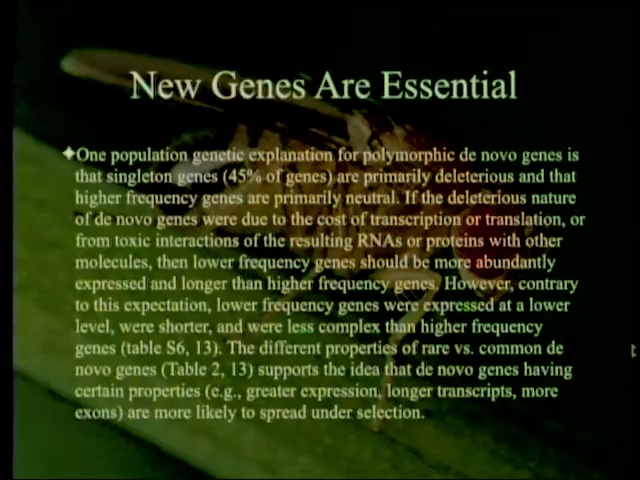 New Genes Are Essential
✦One population genetic explanation for polymorphic de novo genes is
that singleton genes (45% of genes) are primarily deleterious and that
higher frequency genes are primarily neutral. If the deleterious nature
of de novo genes were due to the cost of transcription or translation, or
from toxic interactions of the resulting RNAs or proteins with other
molecules, then lower frequency genes should be more abundantly
expressed and longer than higher frequency genes. However, contrary
to this expectation, lower frequency genes were expressed at a lower
level, were shorter, and were less complex than higher frequency
genes (table S6, 13). The different properties of rare vs. common de
novo genes (Table 2, 13) supports the idea that de novo genes having
certain properties (e.g., greater expression, longer transcripts, more
exons) are more likely to spread under selection.